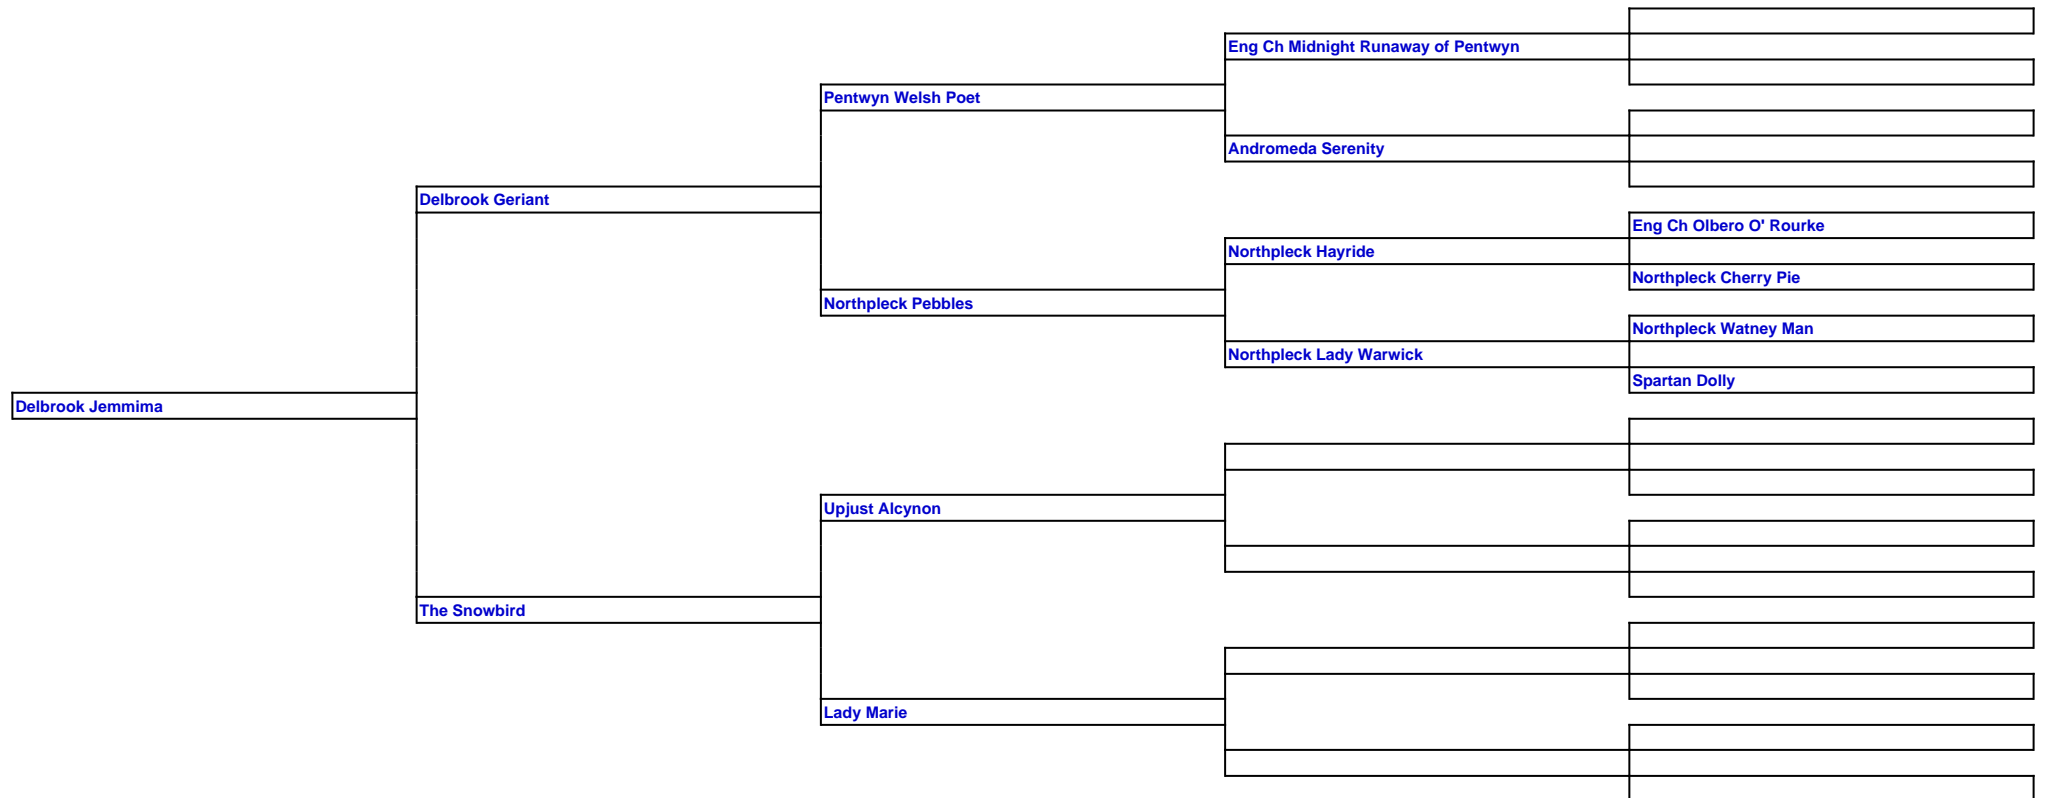 Eng Ch Midnight Runaway of Pentwyn
Pentwyn Welsh Poet
Andromeda Serenity
Delbrook Geriant
Eng Ch Olbero O' Rourke
Northpleck Hayride
Northpleck Cherry Pie
Northpleck Pebbles
Northpleck Watney Man
Northpleck Lady Warwick
Spartan Dolly
Delbrook Jemmima
Upjust Alcynon
The Snowbird
Lady Marie